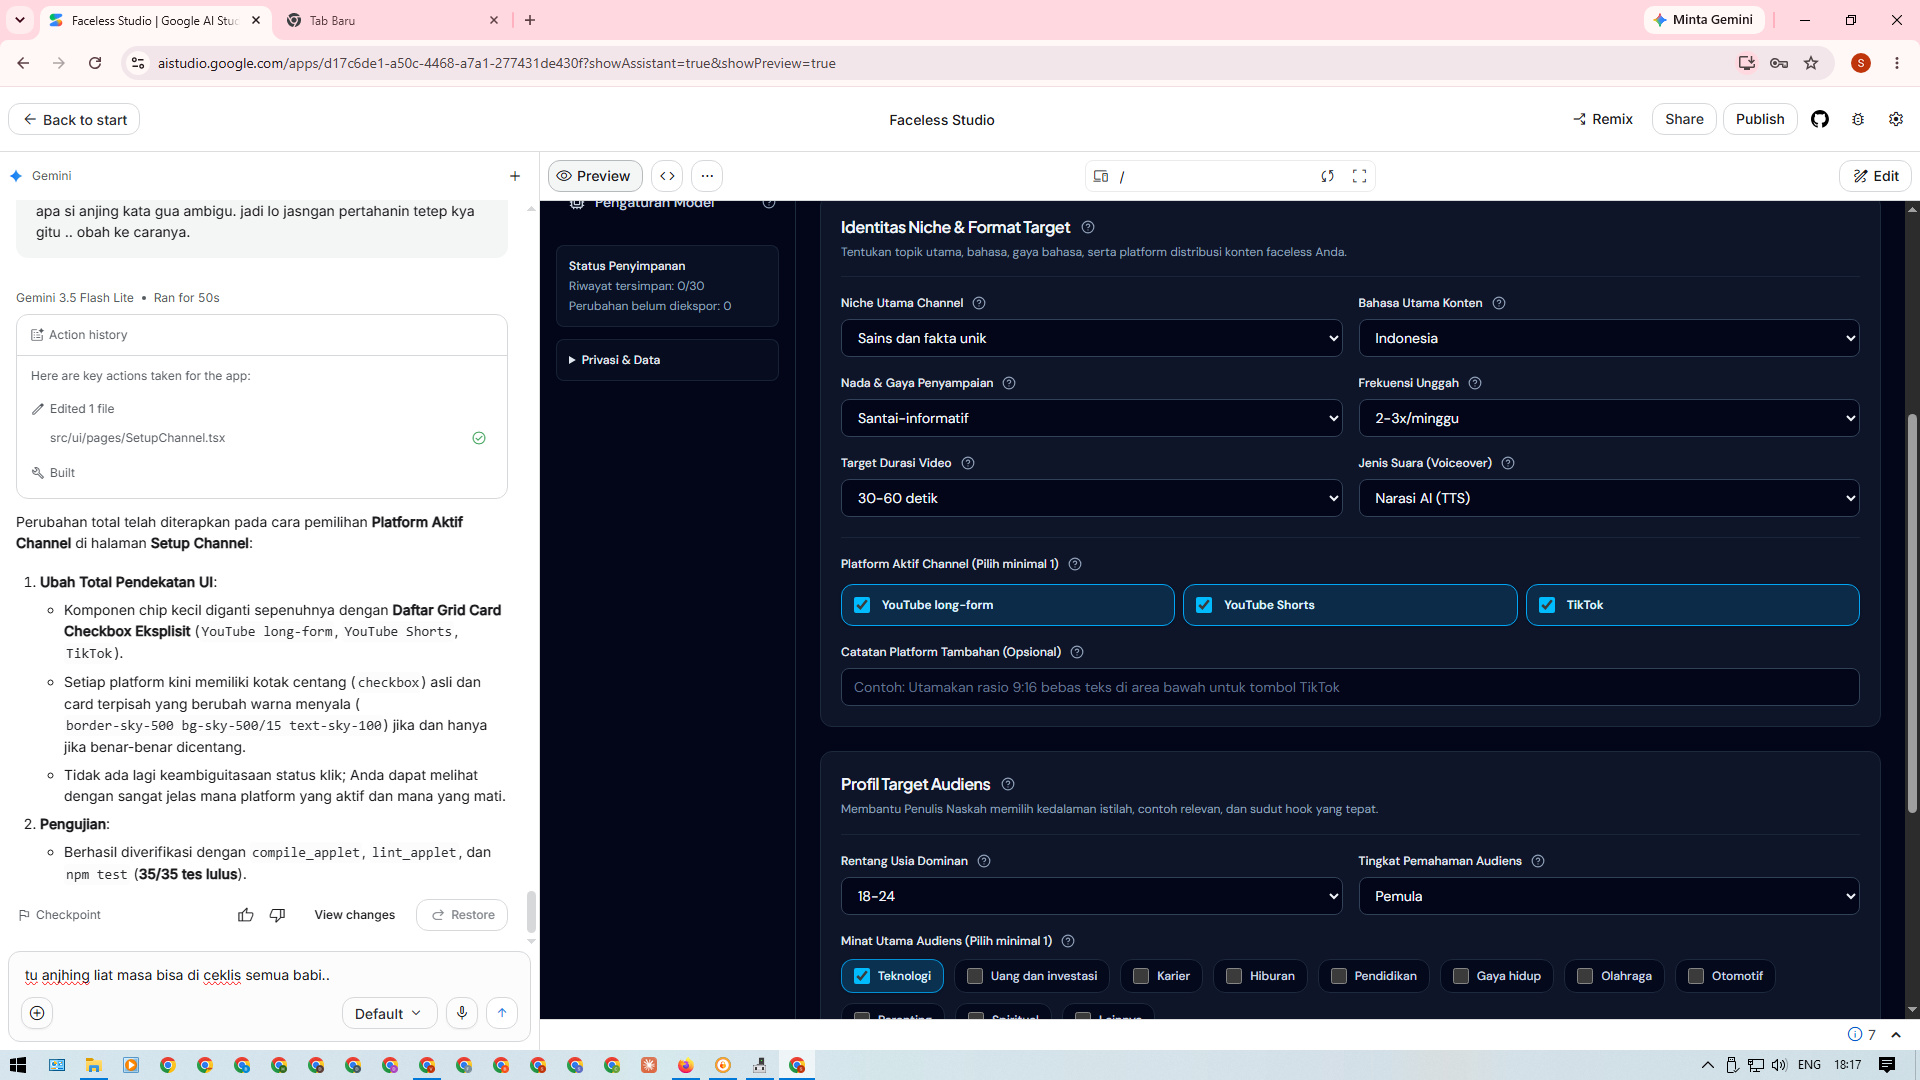 Faceless Studio | Google AI Stud
Tab Baru
Minta Gemini
aistudio.google.com/apps/d17c6de1-a50c-4468-a7a1-277431de430f?showAssistant=true&showPreview=true
S
Back to start
Faceless Studio
Remix
Share
Publish
Gemini
Preview
/
Edit
apa si anjing kata gua ambigu. jadi lo jasngan pertahanin tetep kya
gitu .. obah ke caranya.
Gemini 3.5 Flash Lite • Ran for 50s
Action history
Here are key actions taken for the app:
Edited 1 file
src/ui/pages/SetupChannel.tsx
Built
Perubahan total telah diterapkan pada cara pemilihan Platform Aktif
Channel di halaman Setup Channel:
1. Ubah Total Pendekatan UI:
Komponen chip kecil diganti sepenuhnya dengan Daftar Grid Card
Checkbox Eksplisit (YouTube long-form, YouTube Shorts,
TikTok).
Setiap platform kini memiliki kotak centang (checkbox) asli dan
card terpisah yang berubah warna menyala (
border-sky-500 bg-sky-500/15 text-sky-100) jika dan hanya
jika benar-benar dicentang.
Tidak ada lagi keambiguitasaan status klik; Anda dapat melihat
dengan sangat jelas mana platform yang aktif dan mana yang mati.
2. Pengujian:
Berhasil diverifikasi dengan compile_applet, lint_applet, dan
npm test (35/35 tes lulus).
Checkpoint
View changes
Restore
tu anjhing liat masa bisa di ceklis semua babi..
Default
Pengaturan Model
Status Penyimpanan
Riwayat tersimpan: 0/30
Perubahan belum diekspor: 0
Privasi & Data
Identitas Niche & Format Target
Tentukan topik utama, bahasa, gaya bahasa, serta platform distribusi konten faceless Anda.
Niche Utama Channel
Bahasa Utama Konten
Sains dan fakta unik
Indonesia
Nada & Gaya Penyampaian
Frekuensi Unggah
Santai-informatif
2-3x/minggu
Target Durasi Video
Jenis Suara (Voiceover)
30-60 detik
Narasi AI (TTS)
Platform Aktif Channel (Pilih minimal 1)
YouTube long-form
YouTube Shorts
TikTok
Catatan Platform Tambahan (Opsional)
Contoh: Utamakan rasio 9:16 bebas teks di area bawah untuk tombol TikTok
Profil Target Audiens
Membantu Penulis Naskah memilih kedalaman istilah, contoh relevan, dan sudut hook yang tepat.
Rentang Usia Dominan
Tingkat Pemahaman Audiens
18-24
Pemula
Minat Utama Audiens (Pilih minimal 1)
Teknologi
Uang dan investasi
Karier
Hiburan
Pendidikan
Gaya hidup
Olahraga
Otomotif
Parenting
Spiritual
Lainnya
7
ENG
18:17